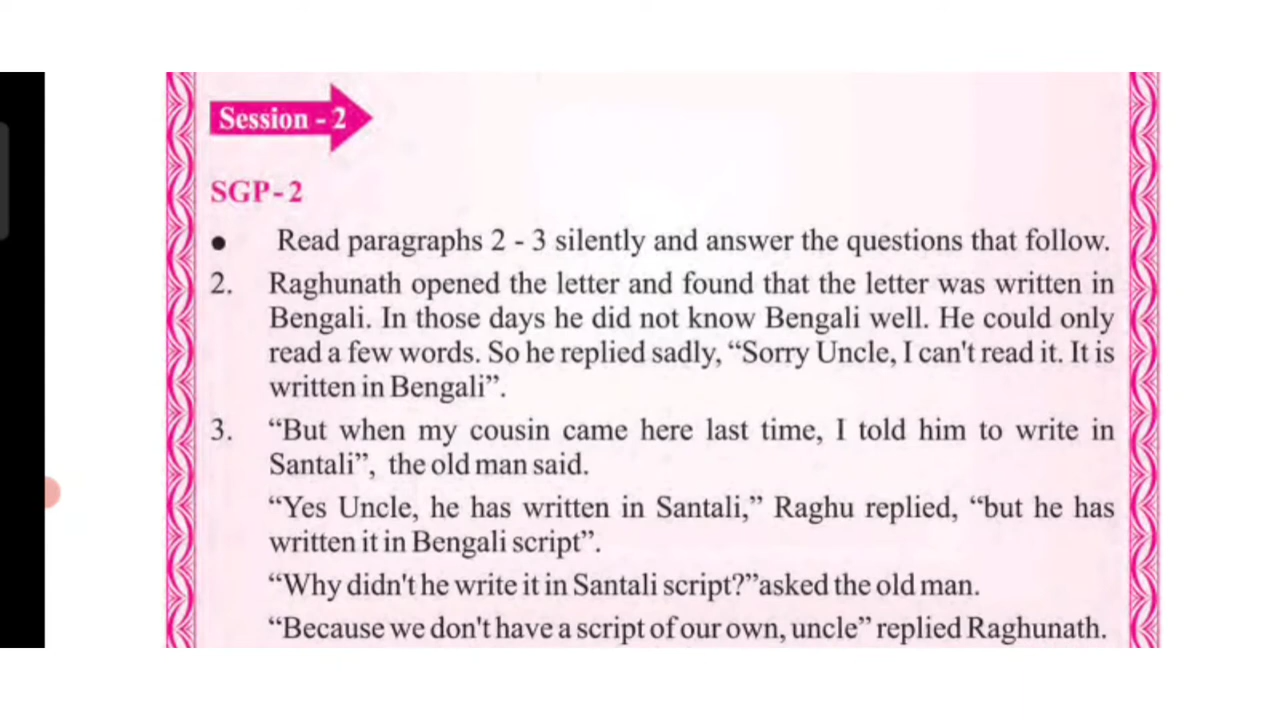 Session - 2
SGP - 2
● Read paragraphs 2 - 3 silently and answer the questions that follow.
2. Raghunath opened the letter and found that the letter was written in
Bengali. In those days he did not know Bengali well. He could only
read a few words. So he replied sadly, “Sorry Uncle, I can't read it. It is
written in Bengali”.
3. “But when my cousin came here last time, I told him to write in
Santali”, the old man said.
“Yes Uncle, he has written in Santali,” Raghu replied, “but he has
written it in Bengali script”.
“Why didn't he write it in Santali script?”asked the old man.
“Because we don't have a script of our own, uncle” replied Raghunath.